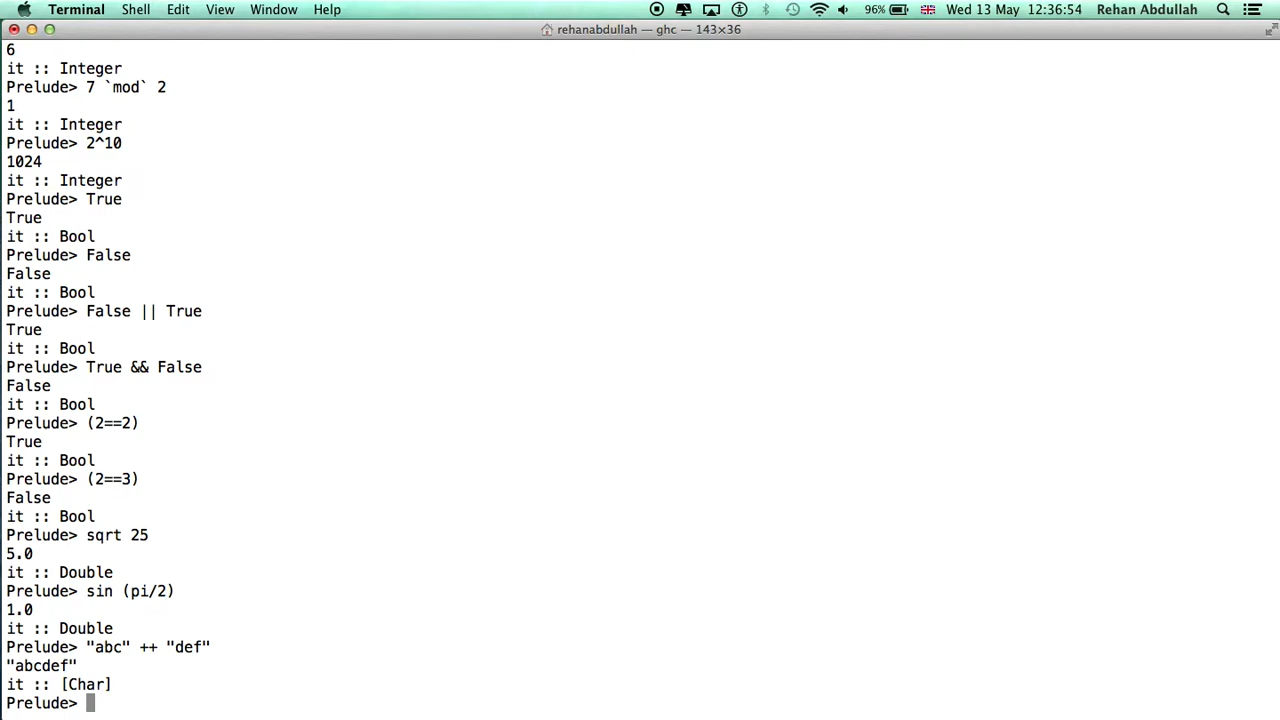 Terminal Shell Edit View Window Help 96% Wed 13 May 12:36:54 Rehan Abdullah
rehanabdullah — ghc — 143×36
6
it :: Integer
Prelude> 7 `mod` 2
1
it :: Integer
Prelude> 2^10
1024
it :: Integer
Prelude> True
True
it :: Bool
Prelude> False
False
it :: Bool
Prelude> False || True
True
it :: Bool
Prelude> True && False
False
it :: Bool
Prelude> (2==2)
True
it :: Bool
Prelude> (2==3)
False
it :: Bool
Prelude> sqrt 25
5.0
it :: Double
Prelude> sin (pi/2)
1.0
it :: Double
Prelude> "abc" ++ "def"
"abcdef"
it :: [Char]
Prelude>